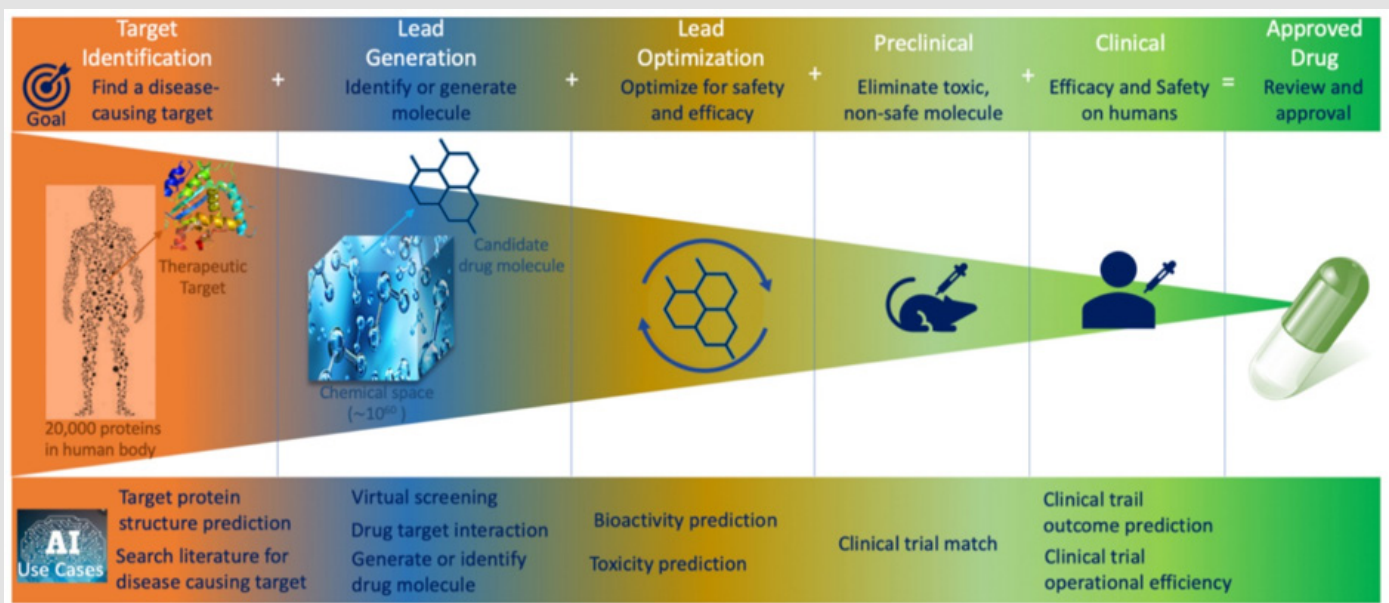 Goal
Target
Identification
Find a disease-
causing target
+
Lead
Generation
Identify or generate
molecule
+
Lead
Optimization
Optimize for safety
and efficacy
+
Preclinical
Eliminate toxic,
non-safe molecule
+
Clinical
Efficacy and Safety
on humans
=
Approved
Drug
Review and
approval
Therapeutic
Target
20,000 proteins
in human body
Candidate
drug molecule
Chemical space
(~10⁶⁰ )
AI
Use Cases
Target protein
structure prediction
Search literature for
disease causing target
Virtual screening
Drug target interaction
Generate or identify
drug molecule
Bioactivity prediction
Toxicity prediction
Clinical trial match
Clinical trail
outcome prediction
Clinical trial
operational efficiency